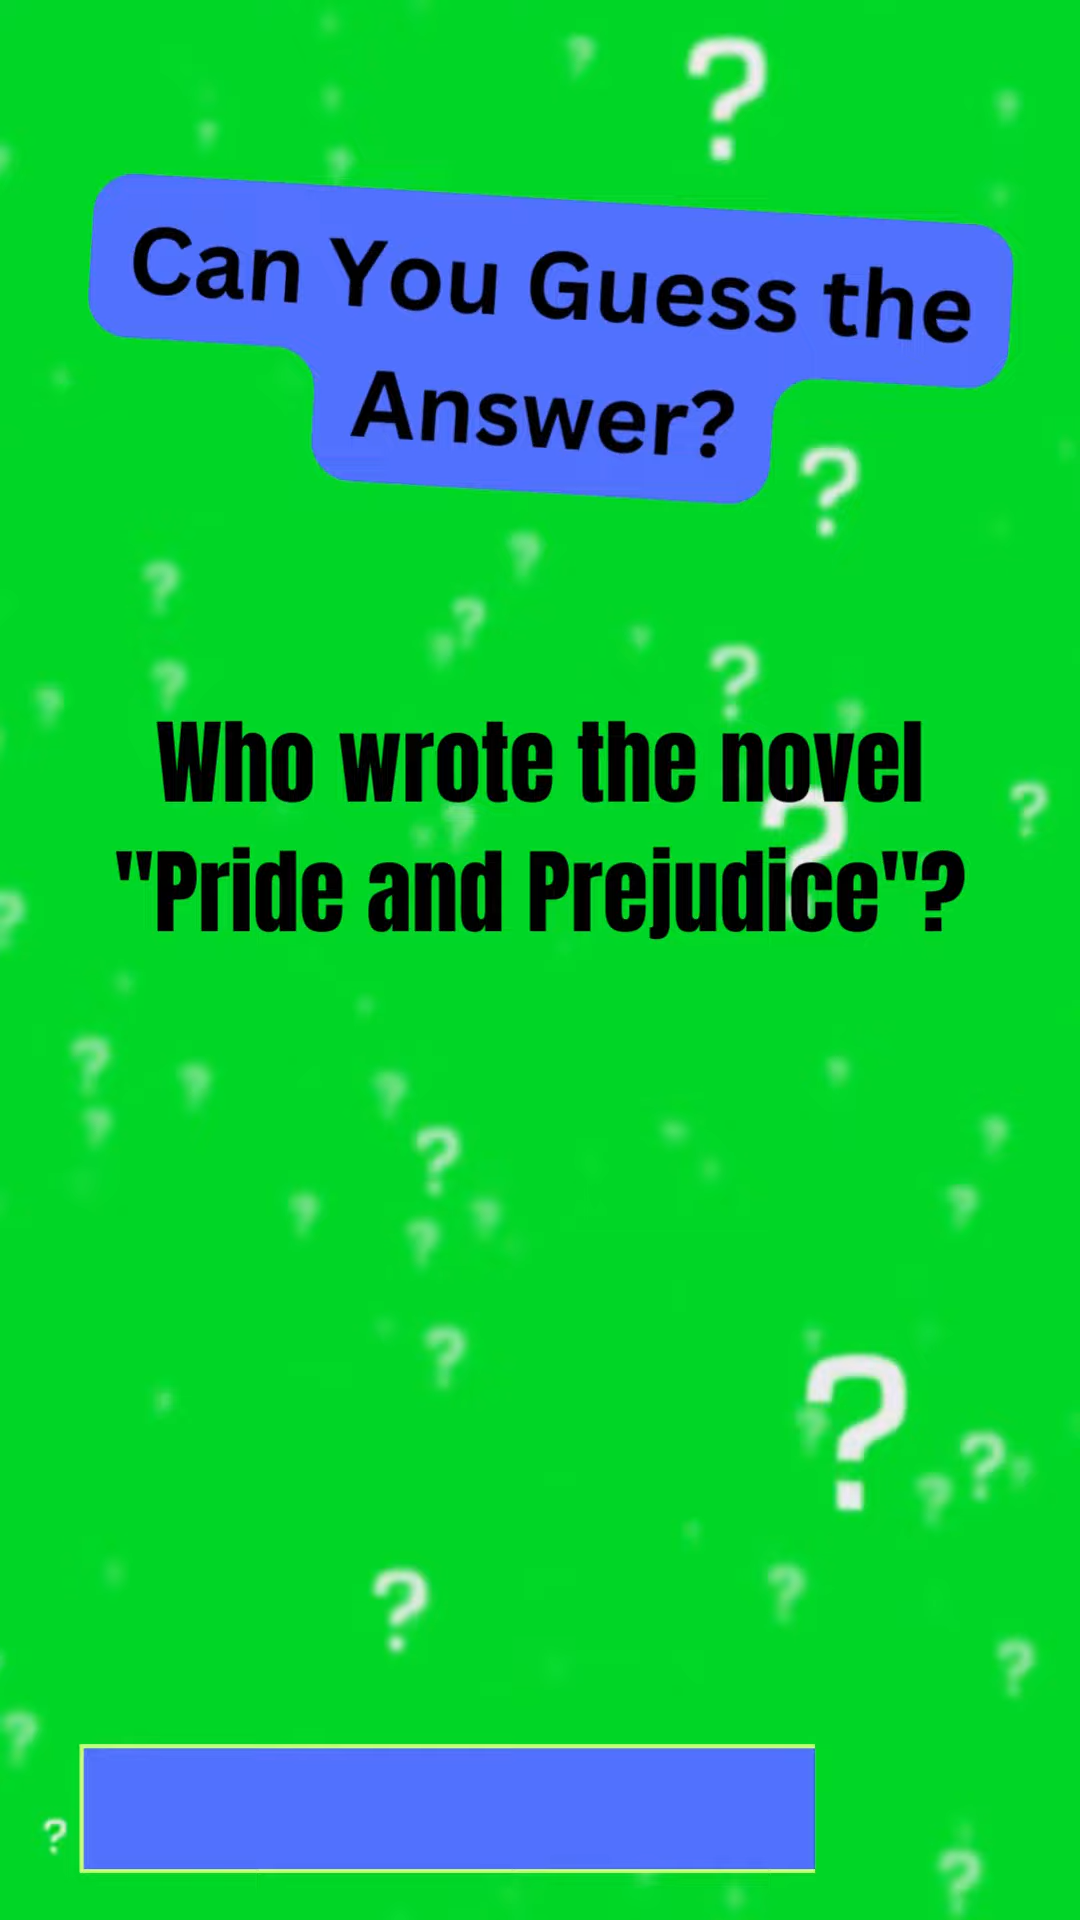 Can You Guess the
Answer?
Who wrote the novel
"Pride and Prejudice"?